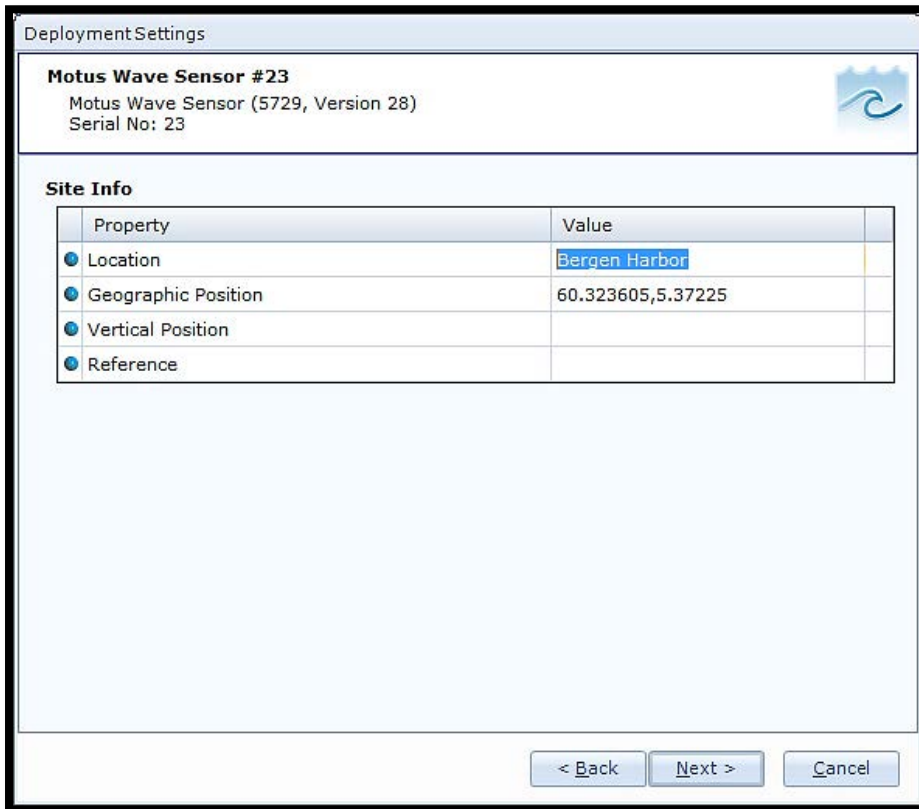 Deployment Settings
Motus Wave Sensor #23
Motus Wave Sensor (5729, Version 28)
Serial No: 23
Site Info
Property Value
Location Bergen Harbor
Geographic Position 60.323605,5.37225
Vertical Position
Reference
< Back Next > Cancel